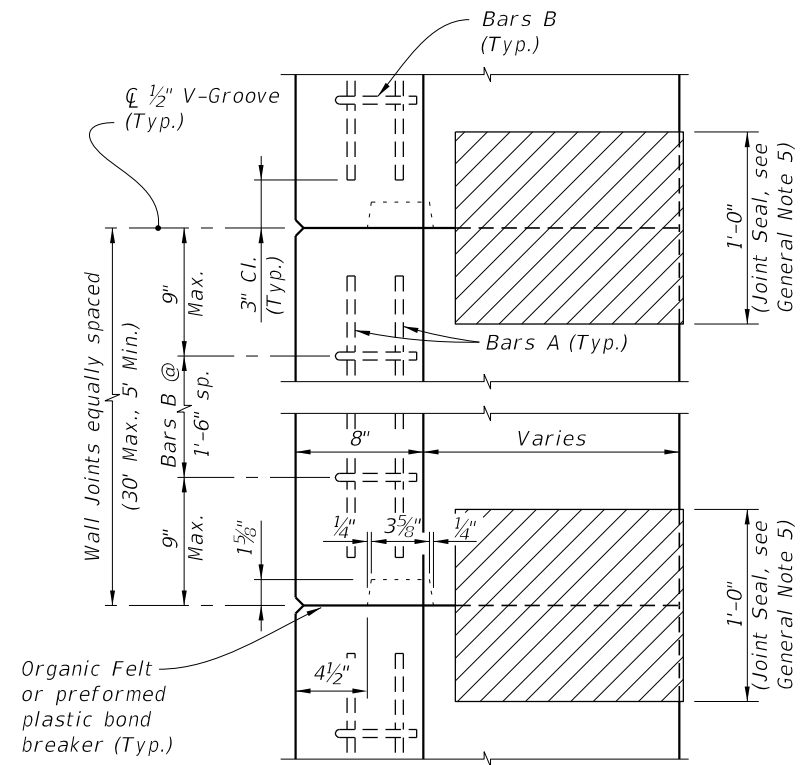 Bars B
(Typ.)
℄ ½" V-Groove
(Typ.)
3" Cl.
(Typ.)
9"
Max.
1'-0"
(Joint Seal, see
General Note 5)
Bars A (Typ.)
Wall Joints equally spaced
(30' Max., 5' Min.)
Bars B @
1'-6" sp.
8"
Varies
9"
Max.
1⅝"
¼"
3⅝"
¼"
1'-0"
(Joint Seal, see
General Note 5)
4½"
Organic Felt
or preformed
plastic bond
breaker (Typ.)